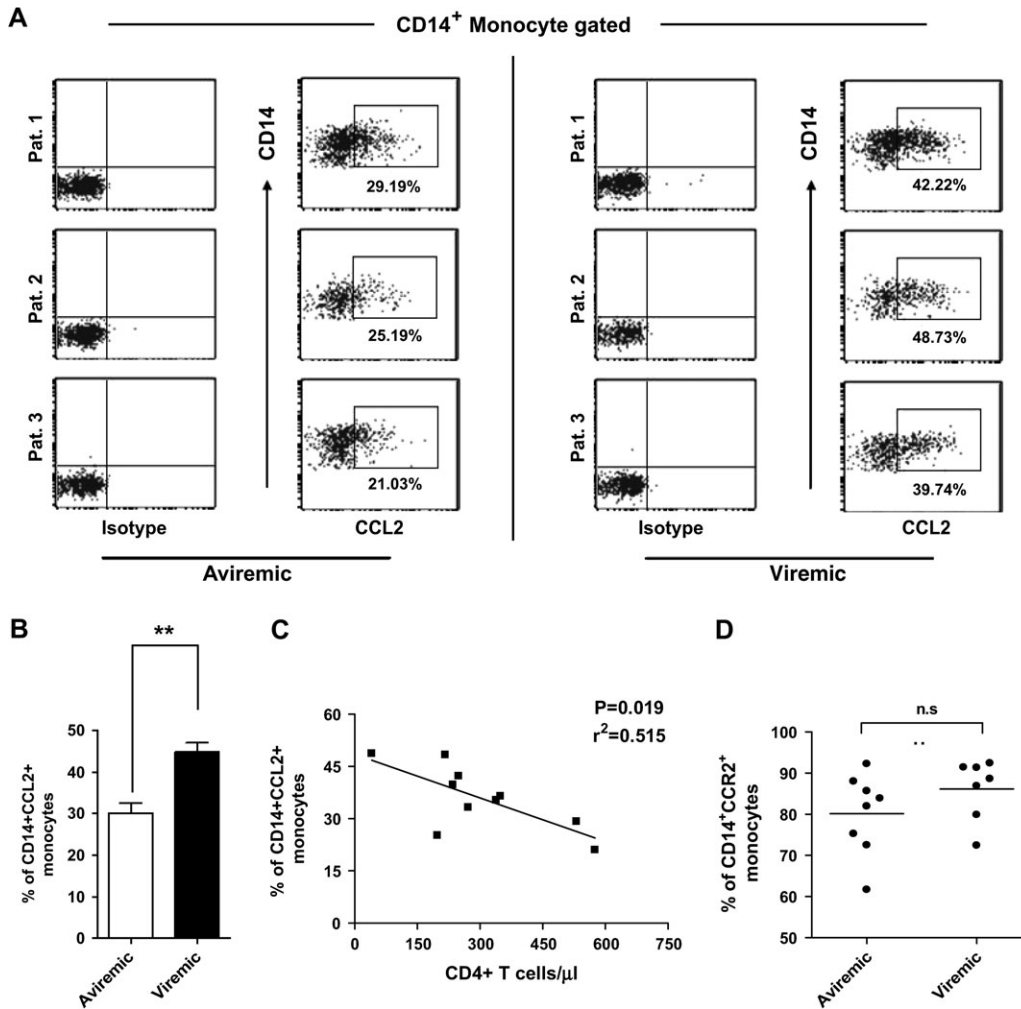 A
CD14+ Monocyte gated
Pat. 1
CD14
29.19%
Pat. 1
CD14
42.22%
Pat. 2
25.19%
Pat. 2
48.73%
Pat. 3
21.03%
Pat. 3
39.74%
Isotype
CCL2
Isotype
CCL2
Aviremic
Viremic
B
**
% of CD14+CCL2+
monocytes
50
40
30
20
10
0
Aviremic
Viremic
C
P=0.019
r2=0.515
% of CD14+CCL2+
monocytes
60
45
30
15
0
0 150 300 450 600 750
CD4+ T cells/µl
D
n.s
..
% of CD14+CCR2+
monocytes
100
90
80
70
60
50
Aviremic
Viremic